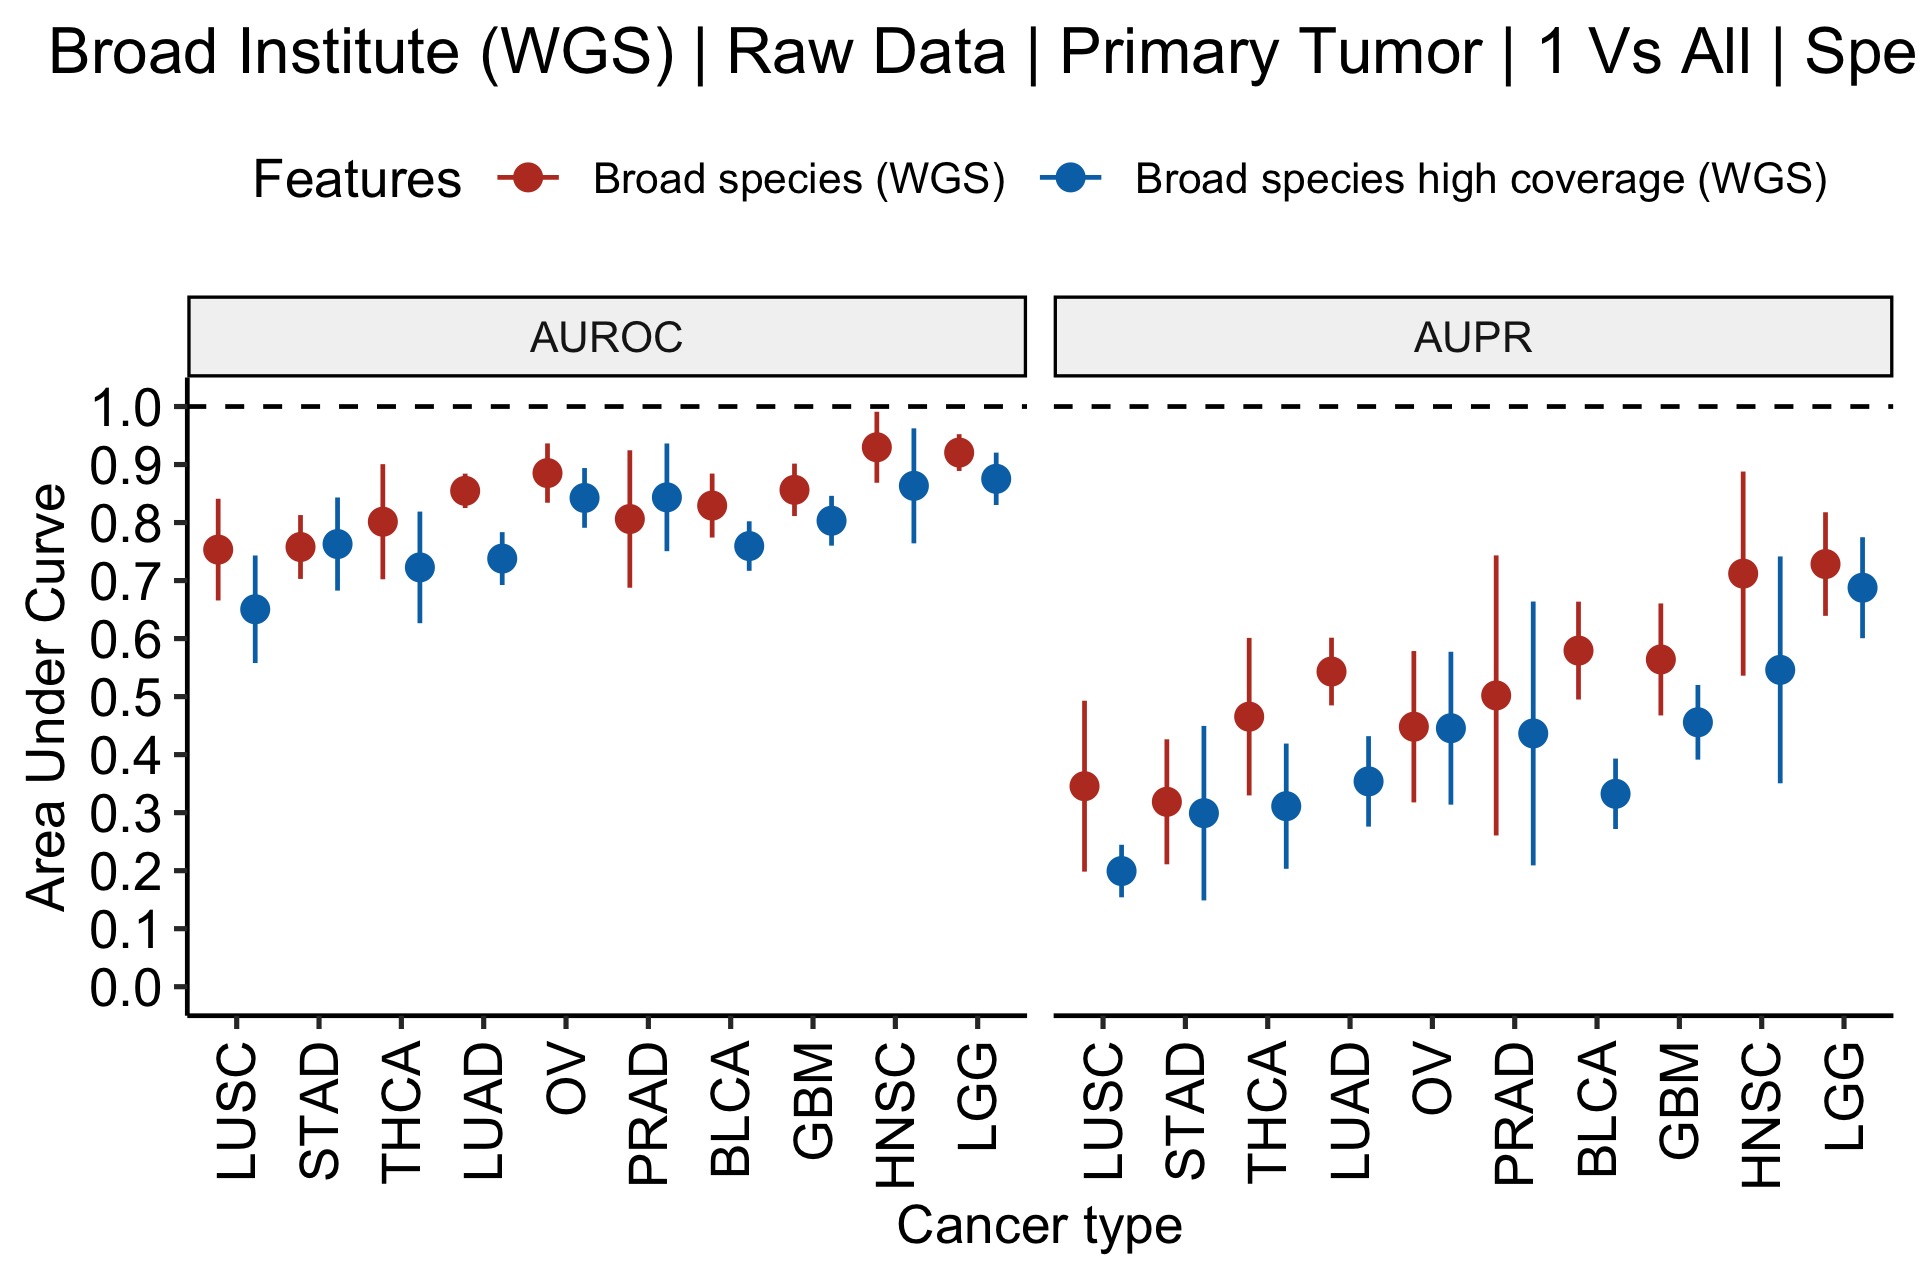 Broad Institute (WGS) | Raw Data | Primary Tumor | 1 Vs All | Spe
Features Broad species (WGS) Broad species high coverage (WGS)
AUROC AUPR
Area Under Curve
1.0
0.9
0.8
0.7
0.6
0.5
0.4
0.3
0.2
0.1
0.0
LUSC STAD THCA LUAD OV PRAD BLCA GBM HNSC LGG LUSC STAD THCA LUAD OV PRAD BLCA GBM HNSC LGG
Cancer type